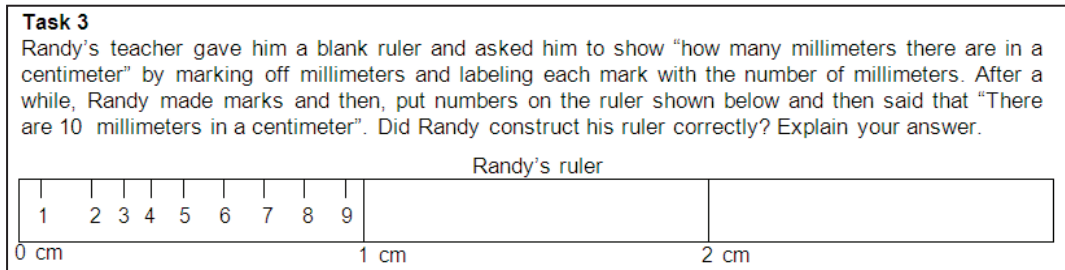 Task 3
Randy's teacher gave him a blank ruler and asked him to show “how many millimeters there are in a
centimeter” by marking off millimeters and labeling each mark with the number of millimeters. After a
while, Randy made marks and then, put numbers on the ruler shown below and then said that “There
are 10 millimeters in a centimeter”. Did Randy construct his ruler correctly? Explain your answer.
Randy's ruler
1 2 3 4 5 6 7 8 9
0 cm 1 cm 2 cm